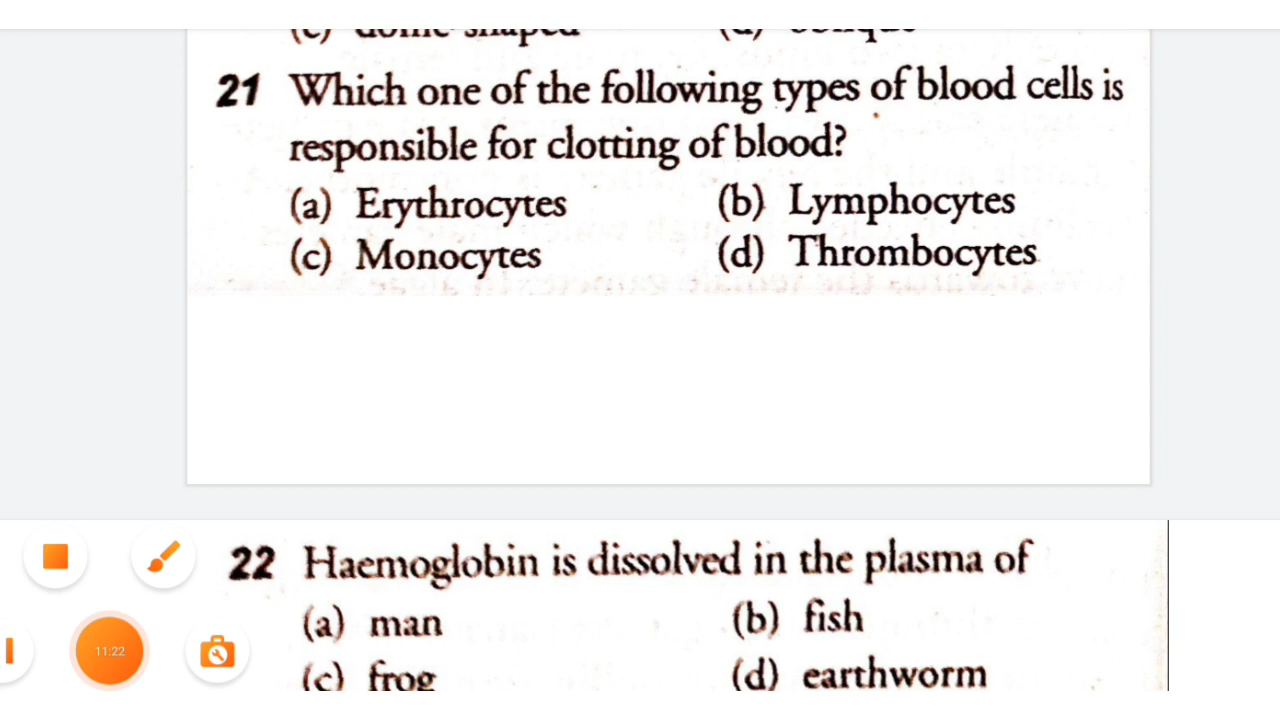 21 Which one of the following types of blood cells is
responsible for clotting of blood?
(a) Erythrocytes (b) Lymphocytes
(c) Monocytes (d) Thrombocytes
22 Haemoglobin is dissolved in the plasma of
(a) man (b) fish
11:22
(c) frog (d) earthworm